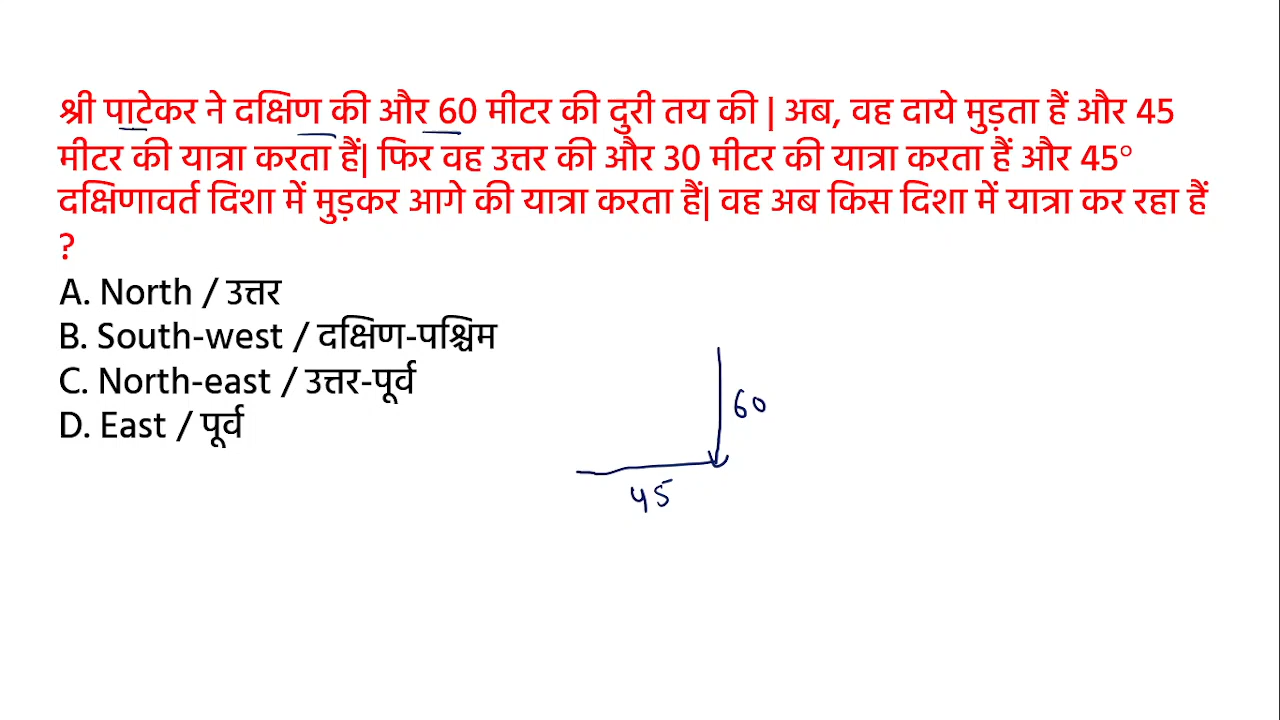 श्री पाटेकर ने दक्षिण की और 60 मीटर की दुरी तय की | अब, वह दाये मुड़ता हैं और 45
मीटर की यात्रा करता हैं| फिर वह उत्तर की और 30 मीटर की यात्रा करता हैं और 45°
दक्षिणावर्त दिशा में मुड़कर आगे की यात्रा करता हैं| वह अब किस दिशा में यात्रा कर रहा हैं
?
A. North / उत्तर
B. South-west / दक्षिण-पश्चिम
C. North-east / उत्तर-पूर्व
D. East / पूर्व
60
45